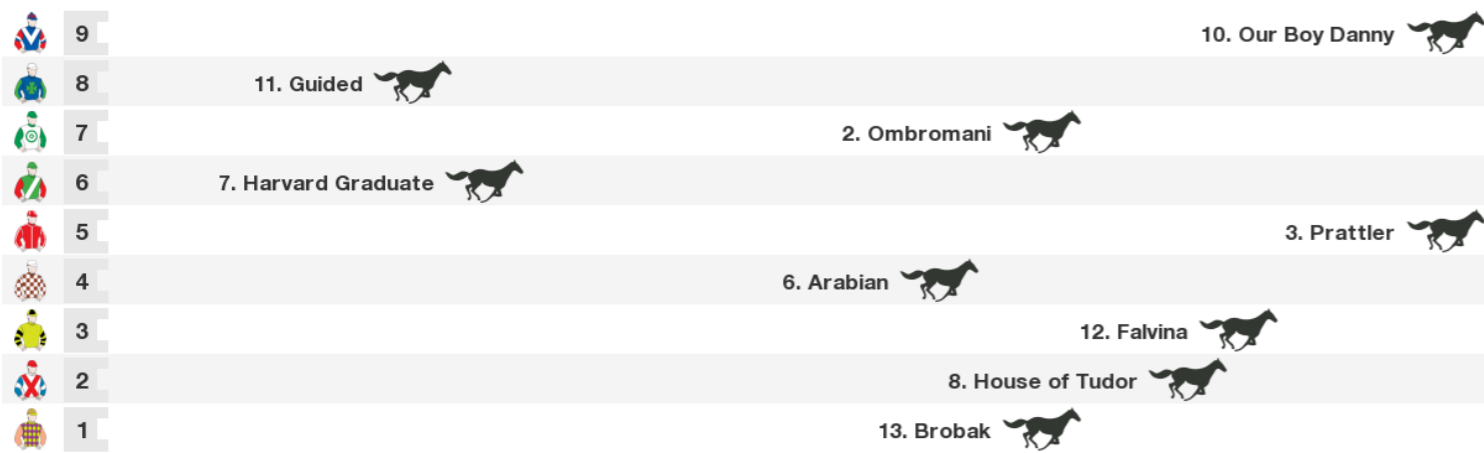 9 10. Our Boy Danny
8 11. Guided
7 2. Ombromani
6 7. Harvard Graduate
5 3. Prattler
4 6. Arabian
3 12. Falvina
2 8. House of Tudor
1 13. Brobak